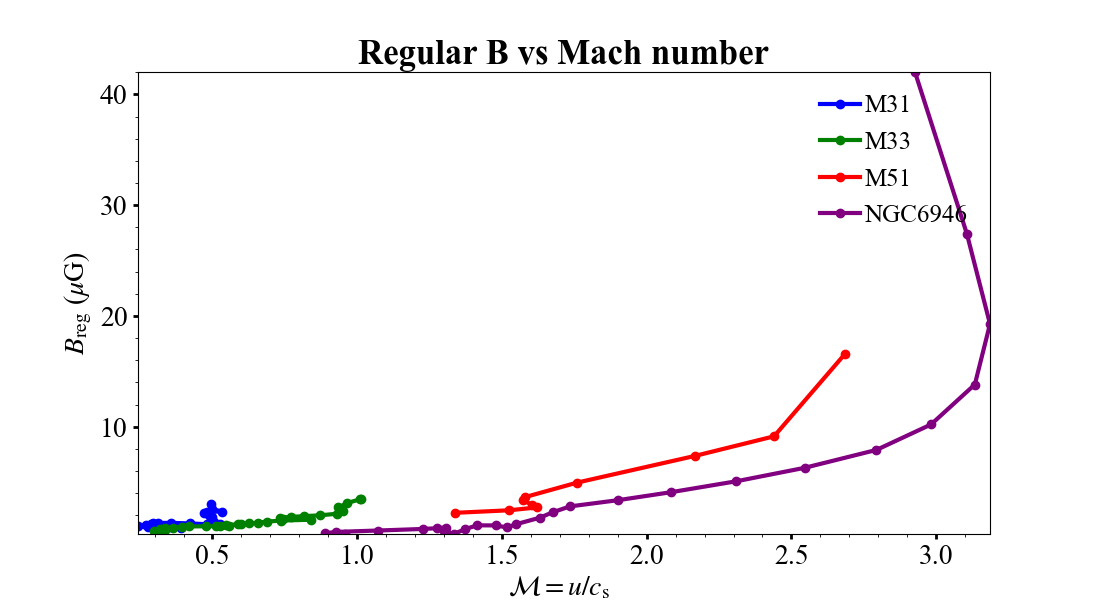 Regular B vs Mach number
40
30
20
10
B_reg (μG)
M31
M33
M51
NGC6946
0.5 1.0 1.5 2.0 2.5 3.0
ℳ = u/c_s